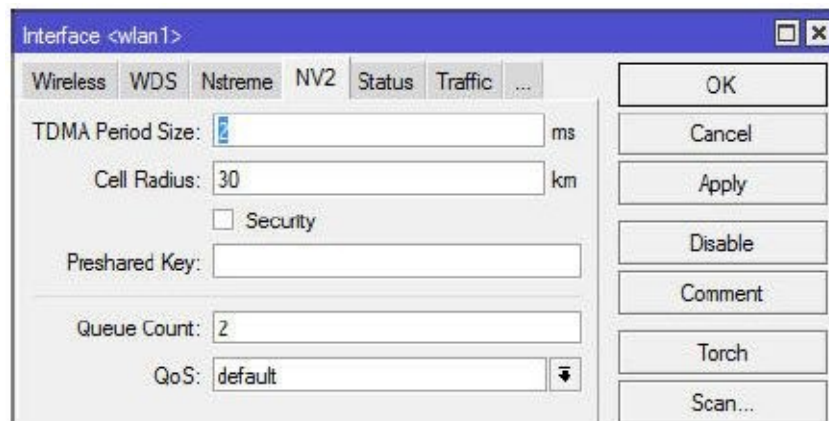 Interface <wlan1>
Wireless WDS Nstreme NV2 Status Traffic ...
TDMA Period Size: 2 ms
Cell Radius: 30 km
Security
Preshared Key:
Queue Count: 2
QoS: default
OK
Cancel
Apply
Disable
Comment
Torch
Scan...